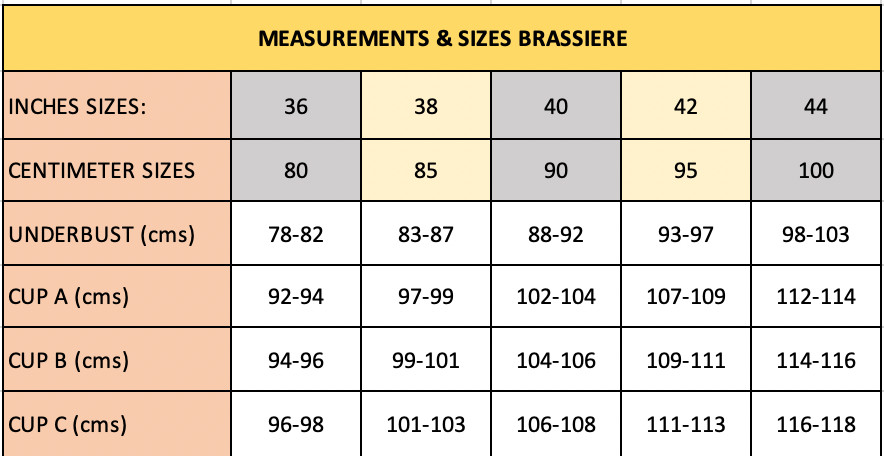 MEASUREMENTS & SIZES BRASSIERE
INCHES SIZES: 36 38 40 42 44
CENTIMETER SIZES 80 85 90 95 100
UNDERBUST (cms) 78-82 83-87 88-92 93-97 98-103
CUP A (cms) 92-94 97-99 102-104 107-109 112-114
CUP B (cms) 94-96 99-101 104-106 109-111 114-116
CUP C (cms) 96-98 101-103 106-108 111-113 116-118